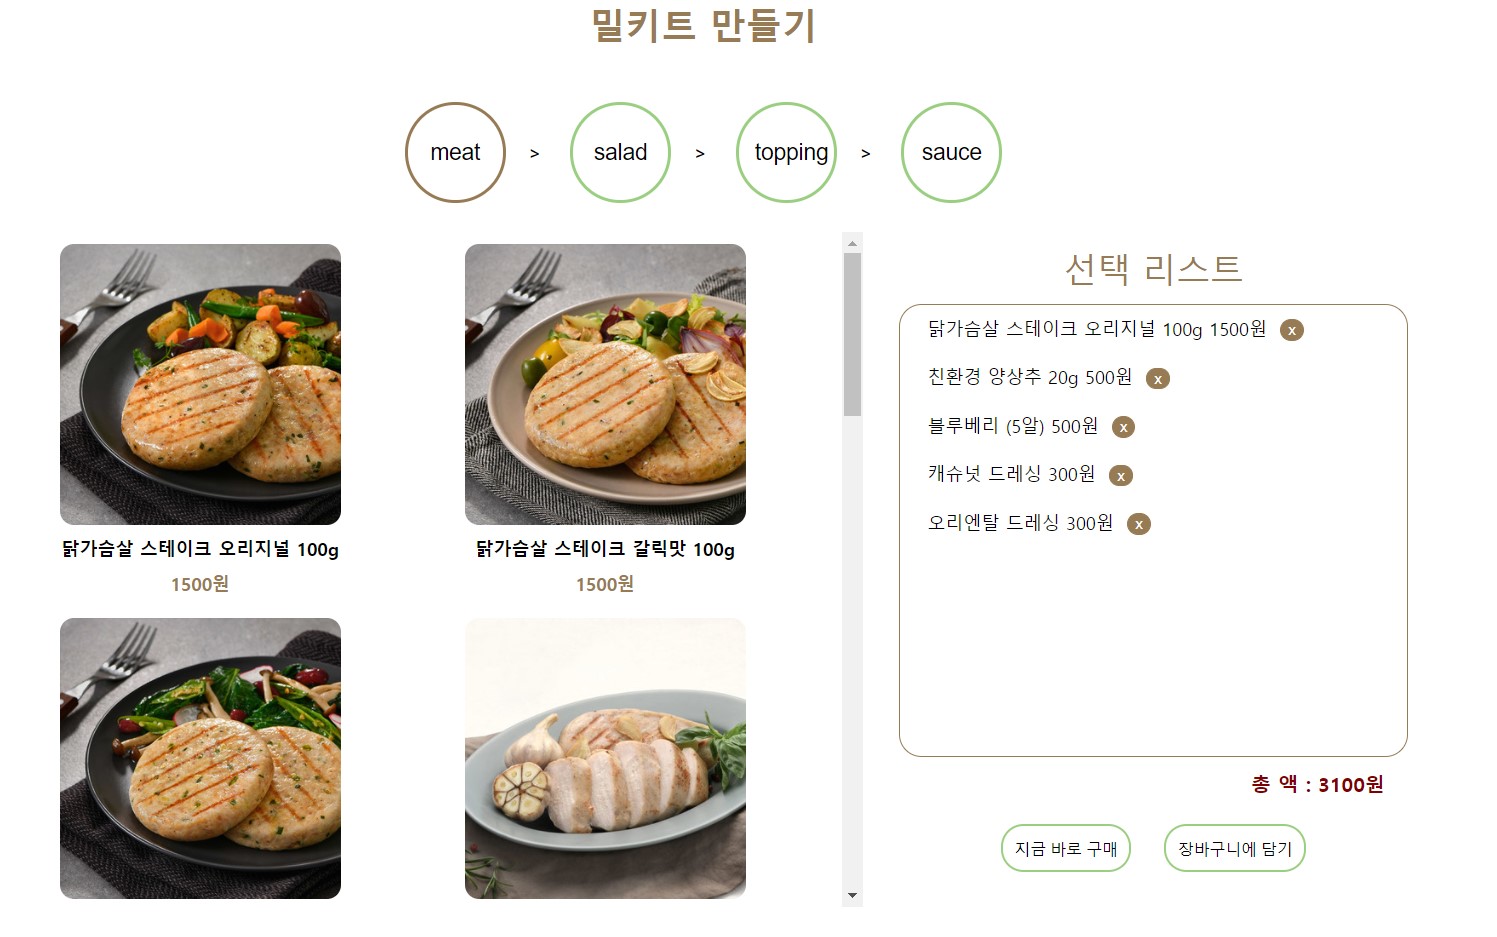 밀키트 만들기
meat > salad > topping > sauce
닭가슴살 스테이크 오리지널 100g
1500원
닭가슴살 스테이크 갈릭맛 100g
1500원
선택 리스트
닭가슴살 스테이크 오리지널 100g 1500원 x
친환경 양상추 20g 500원 x
블루베리 (5알) 500원 x
캐슈넛 드레싱 300원 x
오리엔탈 드레싱 300원 x
총 액 : 3100원
지금 바로 구매
장바구니에 담기